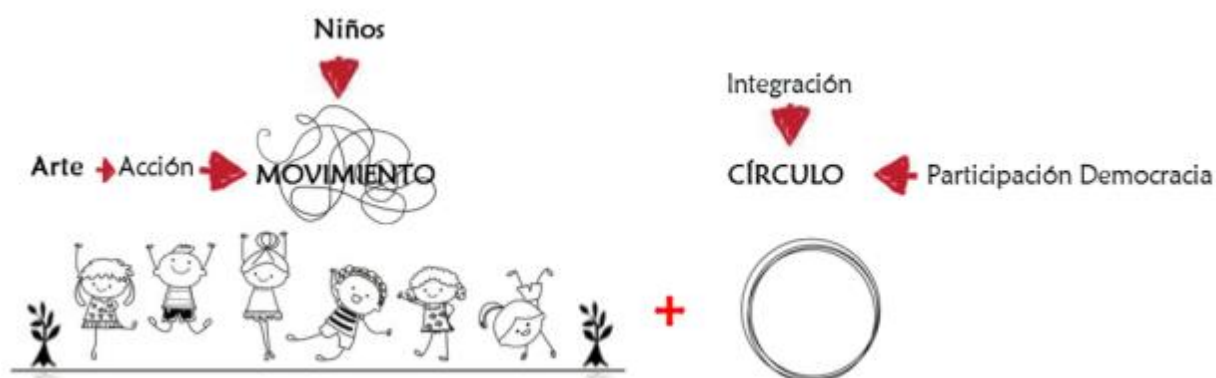 Niños
Integración
Arte Acción MOVIMIENTO
CÍRCULO Participación Democracia
+